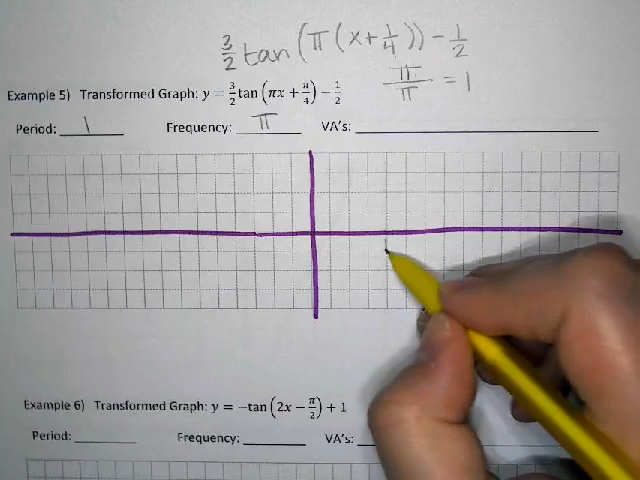 3/2 tan(π(x+1/4)) - 1/2
π/π = 1
Example 5) Transformed Graph: y = 3/2 tan(πx + π/4) − 1/2
Period: 1 Frequency: π VA's:
Example 6) Transformed Graph: y = −tan(2x − π/2) + 1
Period: Frequency: VA's: